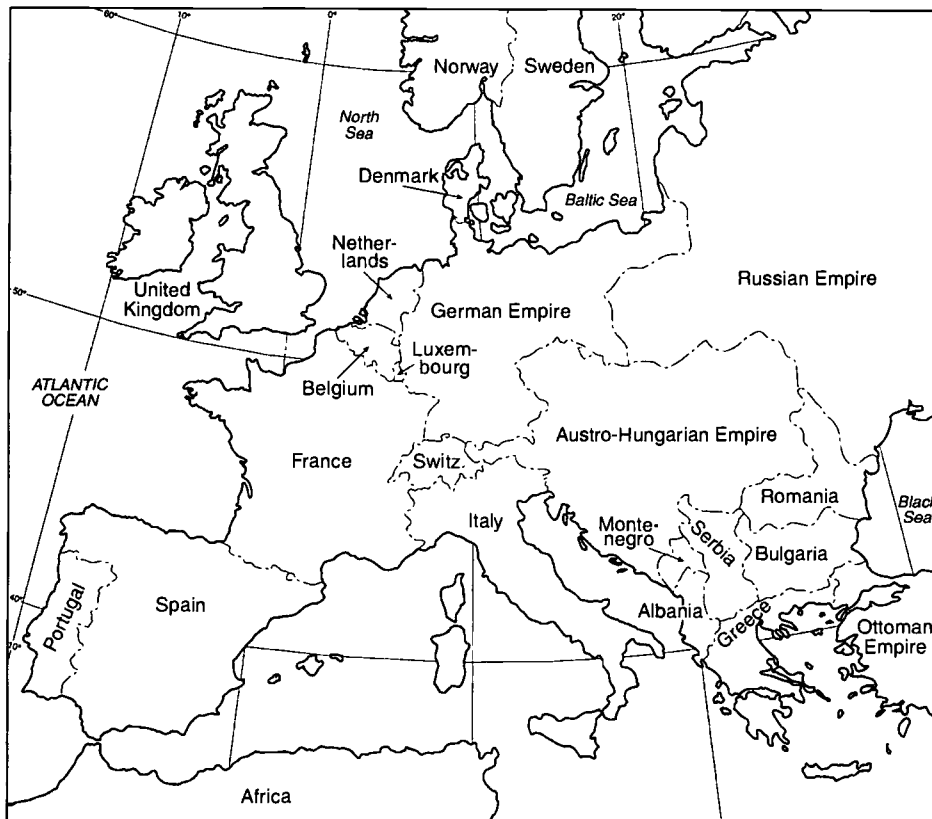 60°
10°
0°
20°
Norway
Sweden
North
Sea
Denmark
Baltic Sea
Nether-
lands
Russian Empire
United
Kingdom
50°
German Empire
Luxem-
bourg
Belgium
ATLANTIC
OCEAN
Austro-Hungarian Empire
France
Switz.
Romania
Black
Sea
Italy
Monte-
negro
Serbia
Bulgaria
40°
Portugal
Spain
Albania
Greece
Ottoman
Empire
10°
Africa